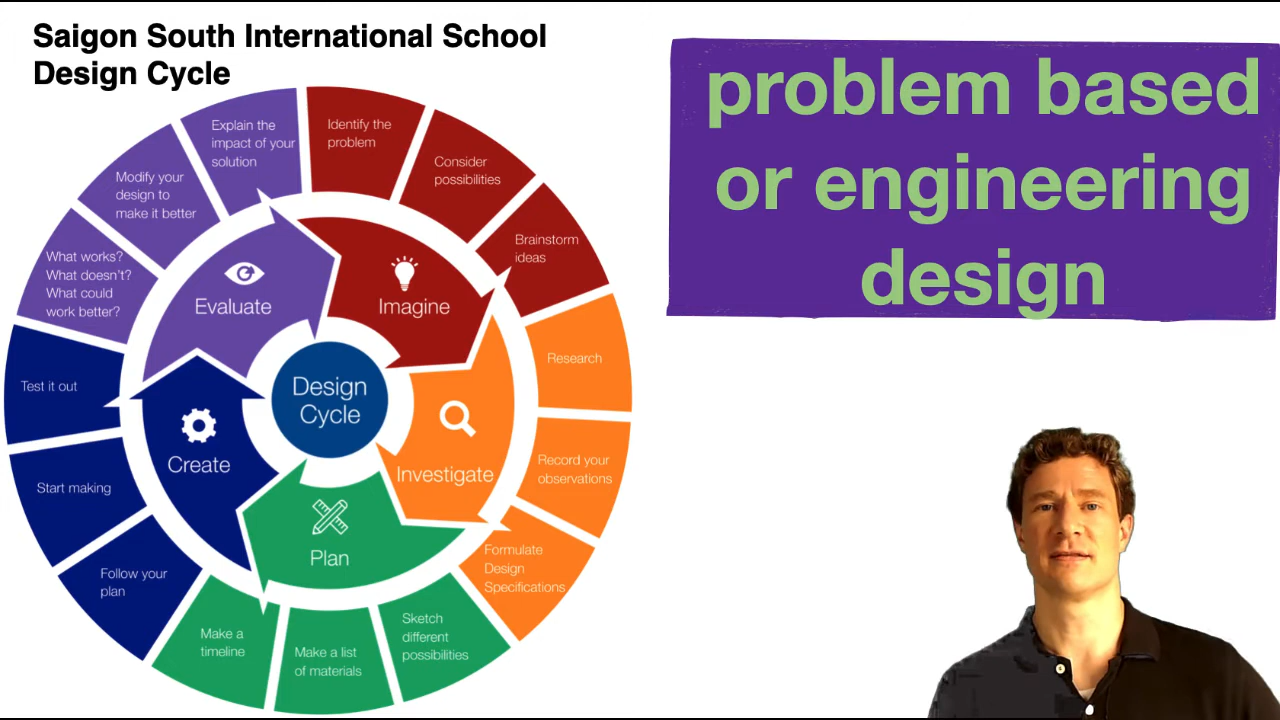 Saigon South International School
Design Cycle
problem based
or engineering
design
Explain the
impact of your
solution
Identify the
problem
Consider
possibilities
Brainstorm
ideas
Modify your
design to
make it better
What works?
What doesn't?
What could
work better?
Evaluate
Imagine
Research
Design
Cycle
Test it out
Create
Investigate
Record your
observations
Start making
Plan
Formulate
Design
Specifications
Follow your
plan
Make a
timeline
Make a list
of materials
Sketch
different
possibilities